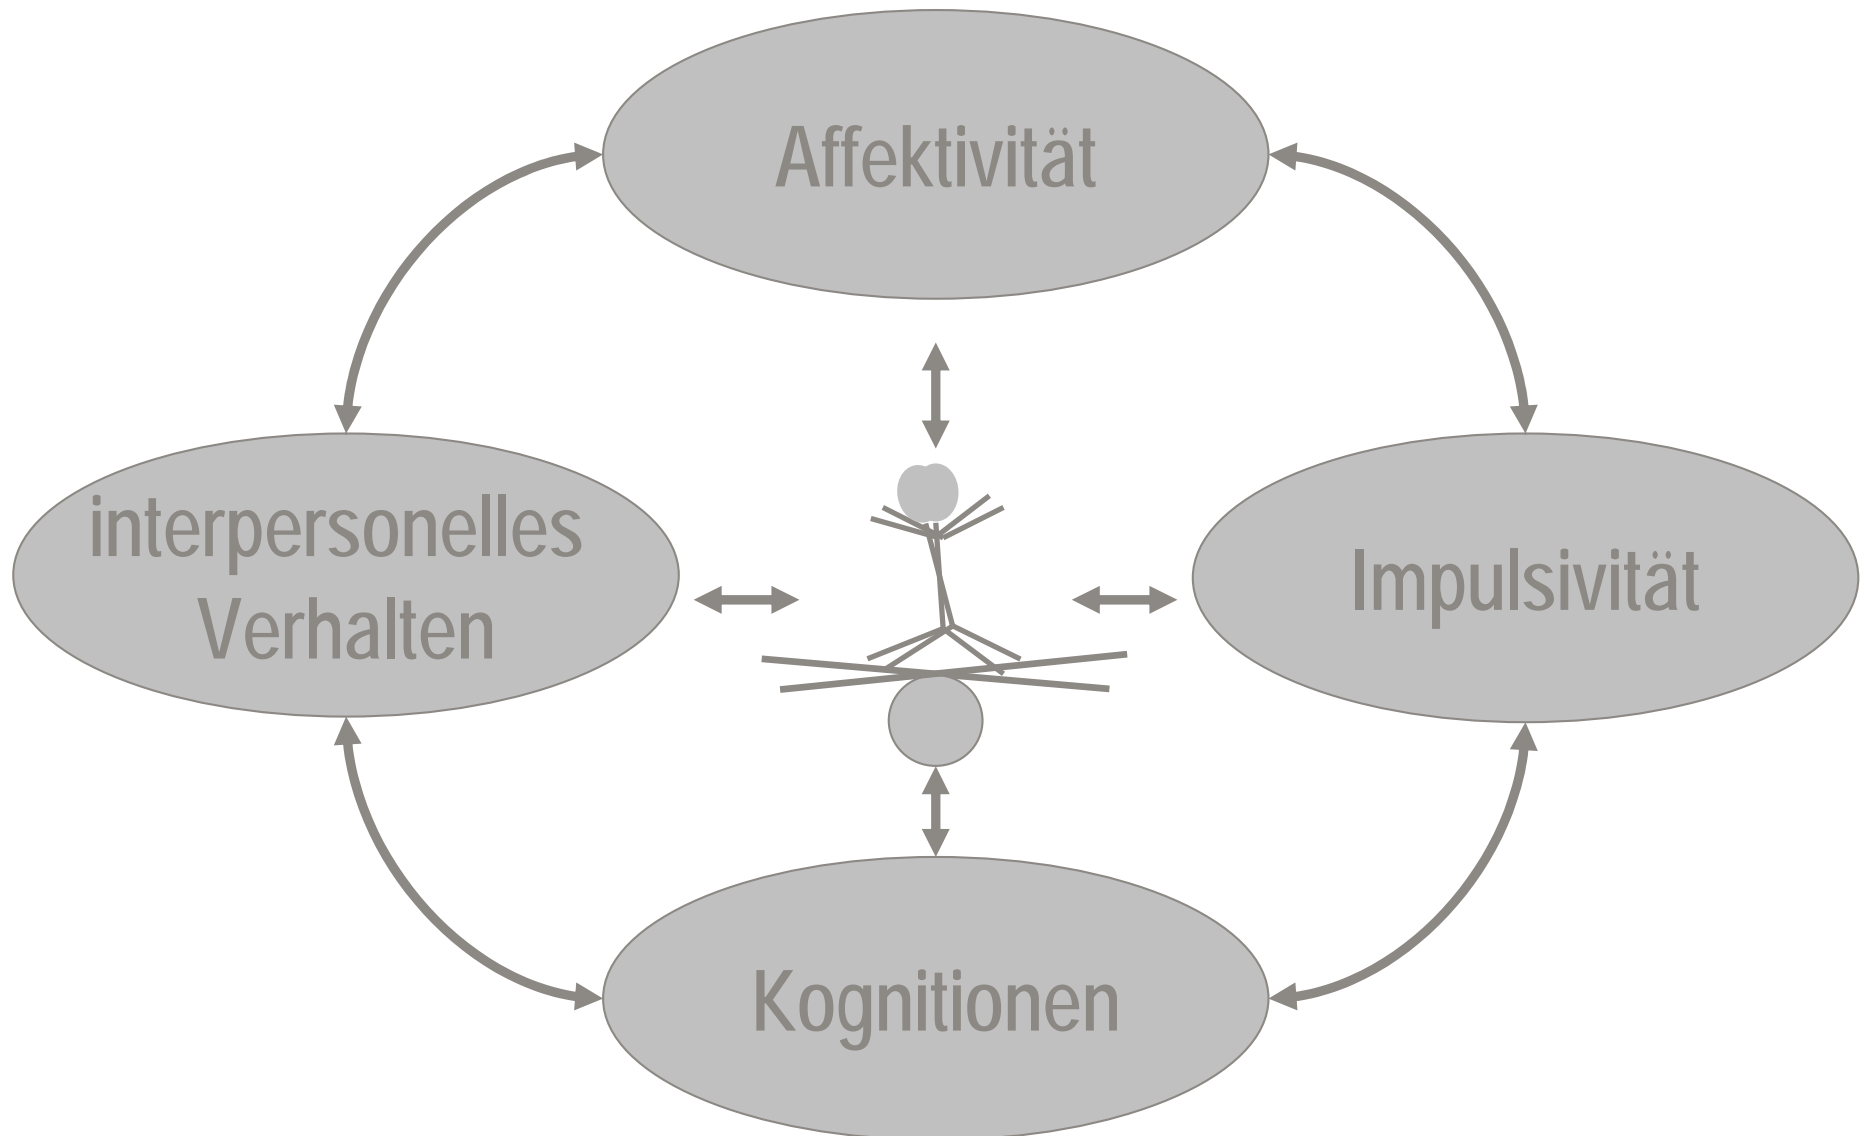 Affektivität
interpersonelles
Verhalten
Impulsivität
Kognitionen